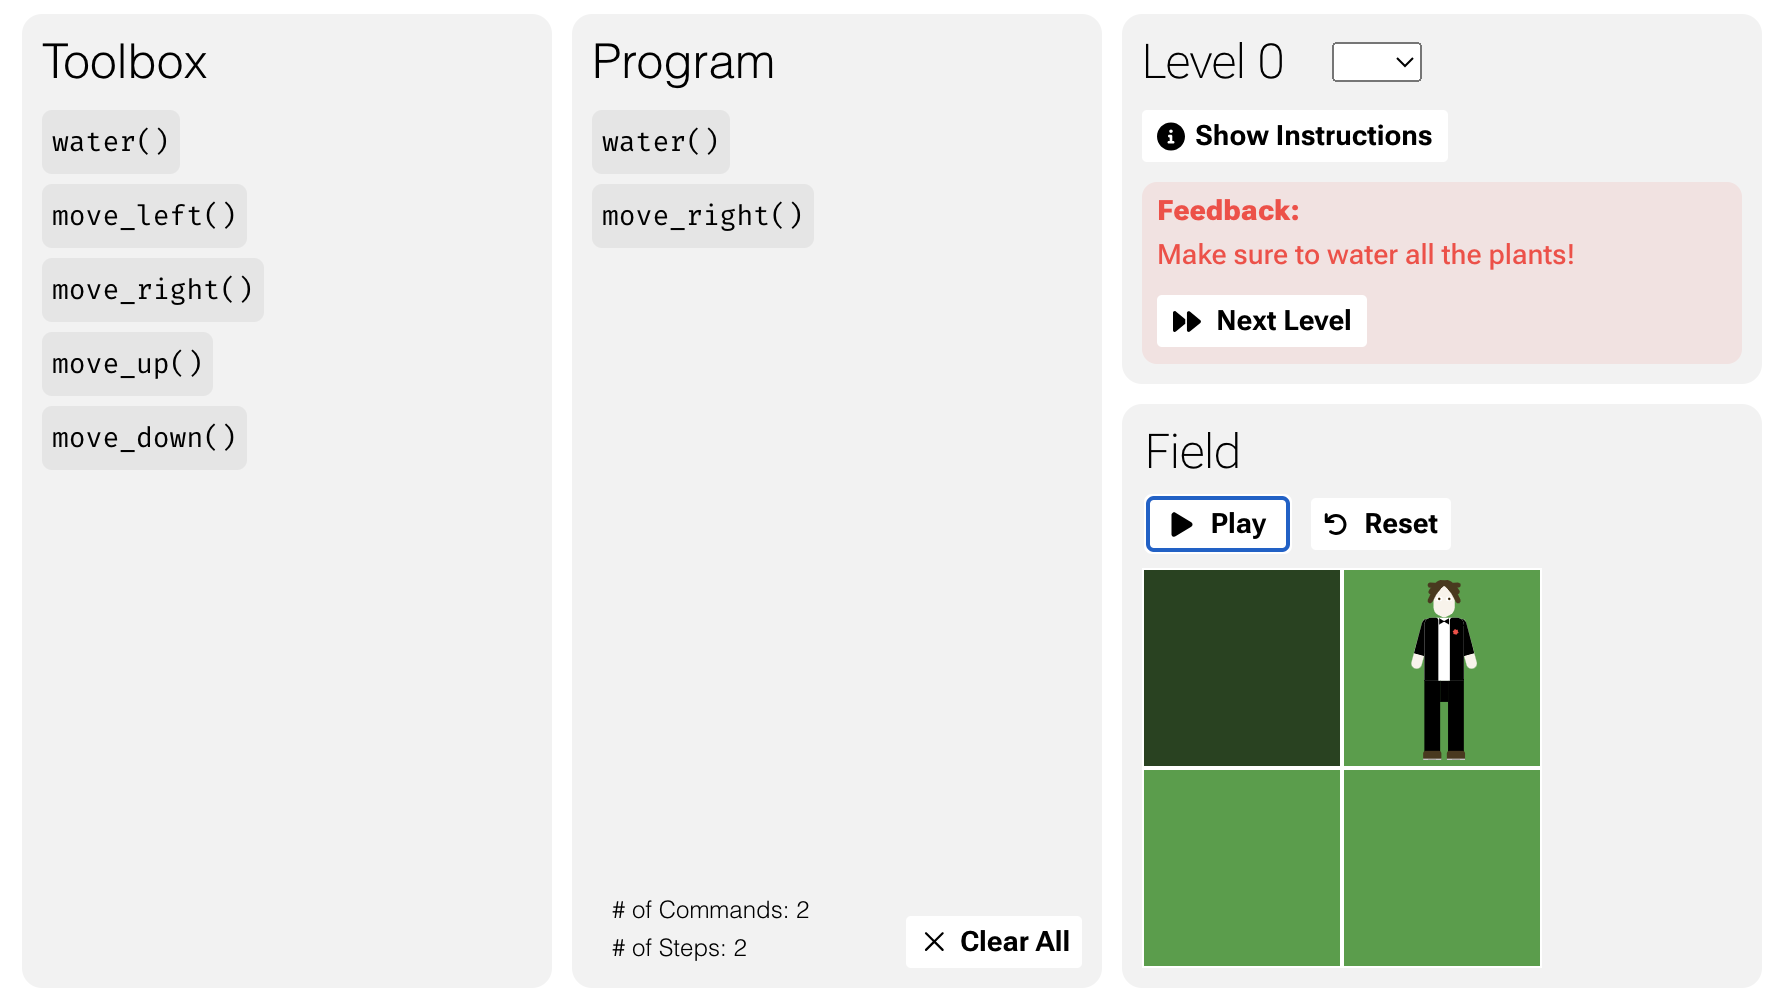 Toolbox
water()
move_left()
move_right()
move_up()
move_down()
Program
water()
move_right()
# of Commands: 2
# of Steps: 2
Clear All
Level 0
Show Instructions
Feedback:
Make sure to water all the plants!
Next Level
Field
Play
Reset